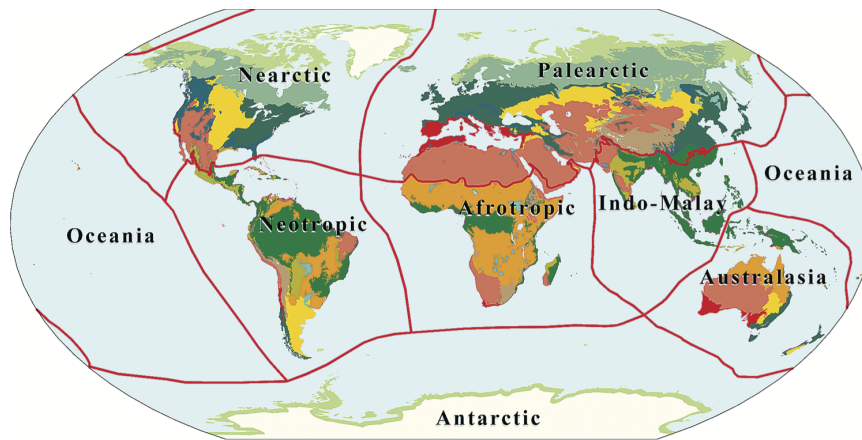 Nearctic
Palearctic
Oceania
Neotropic
Afrotropic
Indo-Malay
Oceania
Australasia
Antarctic